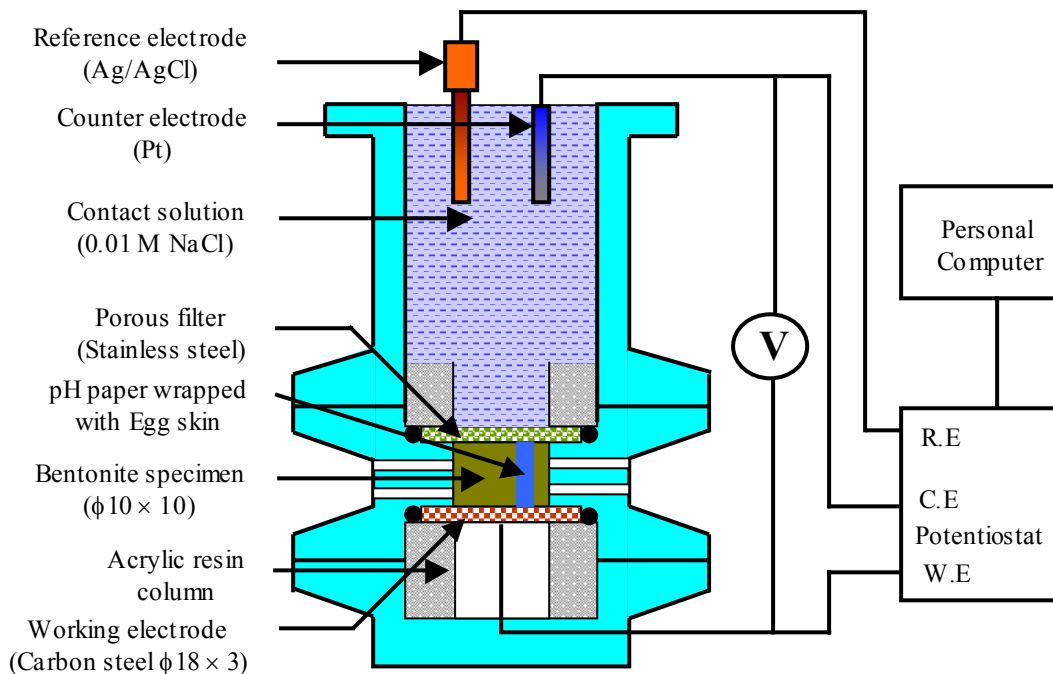 Reference electrode
(Ag/AgCl)
Counter electrode
(Pt)
Contact solution
(0.01 M NaCl)
Porous filter
(Stainless steel)
pH paper wrapped
with Egg skin
Bentonite specimen
(ϕ10 × 10)
Acrylic resin
column
Working electrode
(Carbon steel ϕ18 × 3)
V
Personal
Computer
R.E
C.E
Potentiostat
W.E